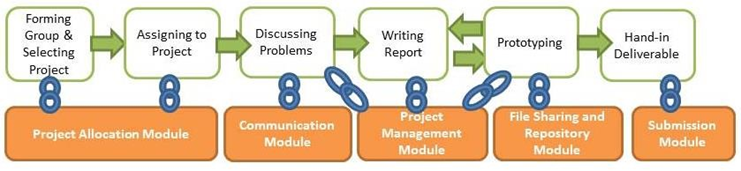 Forming
Group &
Selecting
Project
Assigning to
Project
Discussing
Problems
Writing
Report
Prototyping
Hand-in
Deliverable
Project Allocation Module
Communication
Module
Project
Management
Module
File Sharing and
Repository
Module
Submission
Module